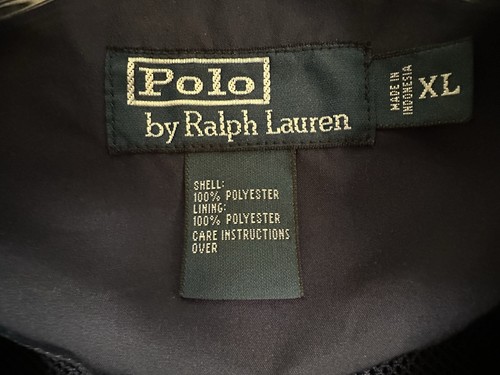 Polo
by Ralph Lauren
MADE IN
INDONESIA
XL
SHELL:
100% POLYESTER
LINING:
100% POLYESTER
CARE INSTRUCTIONS
OVER